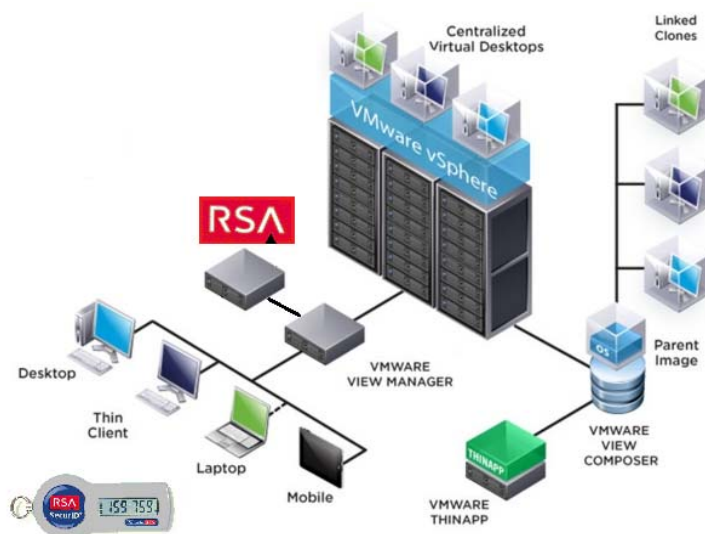 Centralized
Virtual Desktops
Linked
Clones
VMware vSphere
RSA
OS
Parent
Image
Desktop
VMWARE
VIEW MANAGER
Thin
Client
Laptop
Mobile
THINAPP
VMWARE
THINAPP
VMWARE
VIEW
COMPOSER
RSA
SecurID
159 759